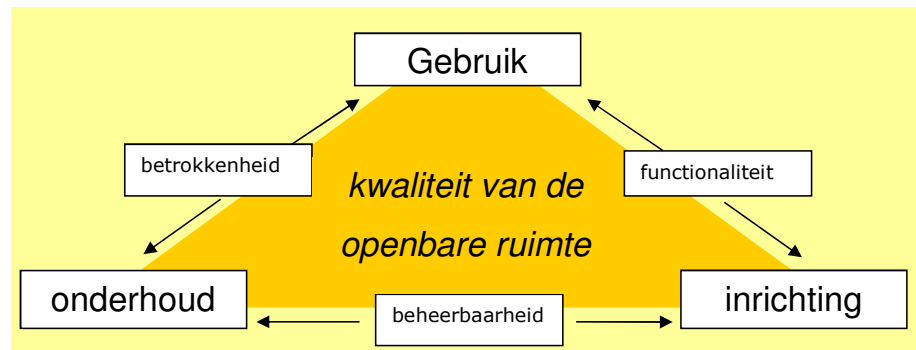 Gebruik
betrokkenheid
functionaliteit
kwaliteit van de
openbare ruimte
onderhoud
beheerbaarheid
inrichting